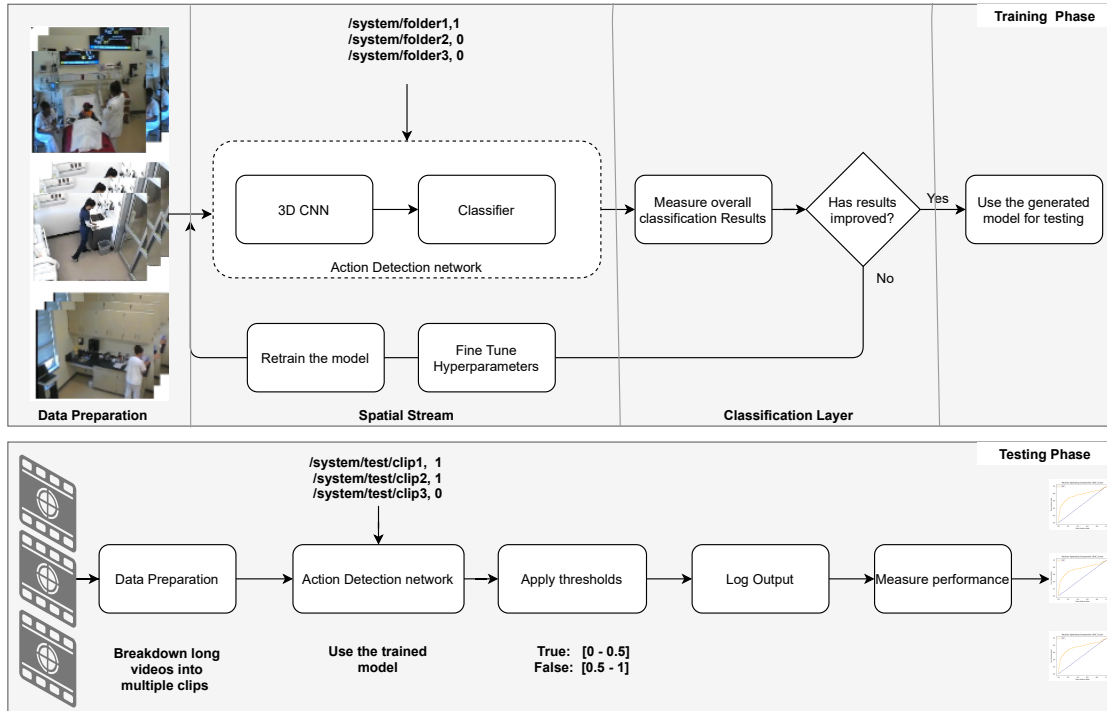 Training Phase
/system/folder1,1
/system/folder2, 0
/system/folder3, 0
3D CNN
Classifier
Action Detection network
Measure overall
classification Results
Has results
improved?
Yes
Use the generated
model for testing
No
Retrain the model
Fine Tune
Hyperparameters
Data Preparation
Spatial Stream
Classification Layer
Testing Phase
/system/test/clip1, 1
/system/test/clip2, 1
/system/test/clip3, 0
Data Preparation
Action Detection network
Apply thresholds
Log Output
Measure performance
Breakdown long
videos into
multiple clips
Use the trained
model
True: [0 - 0.5]
False: [0.5 - 1]